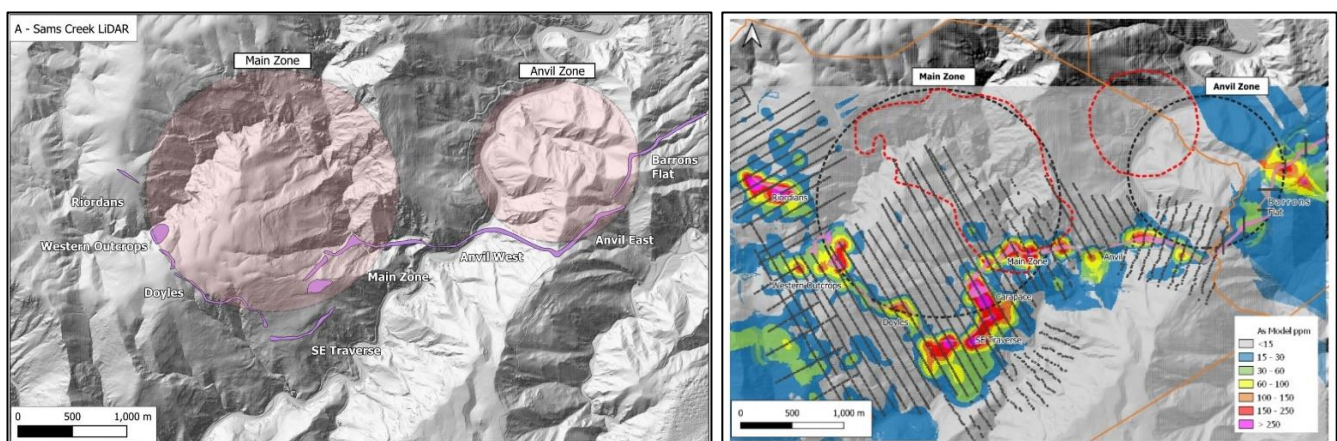 A - Sams Creek LiDAR
Main Zone
Anvil Zone
Barrons
Flat
Riordans
Western Outcrops
Anvil East
Anvil West
Main Zone
Doyles
SE Traverse
0 500 1,000 m
Main Zone
Anvil Zone
Riordans
Barrons
Flat
Main Zone
Anvil
Western Outcrops
Carapace
Doyles
SE Traverse
As Model ppm
<15
15 - 30
30 - 60
60 - 100
100 - 150
150 - 250
> 250
0 500 1,000 m